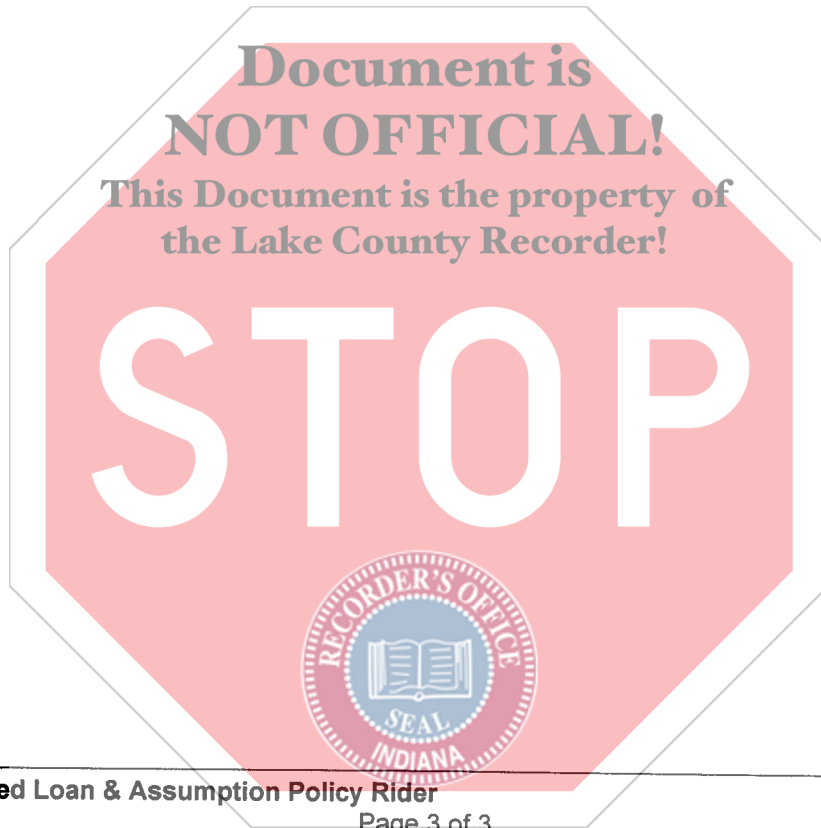 Document is
NOT OFFICIAL!
This Document is the property of
the Lake County Recorder!
STOP
RECORDER'S OFFICE
SEAL
INDIANA
ed Loan & Assumption Policy Rider
Page 3 of 3